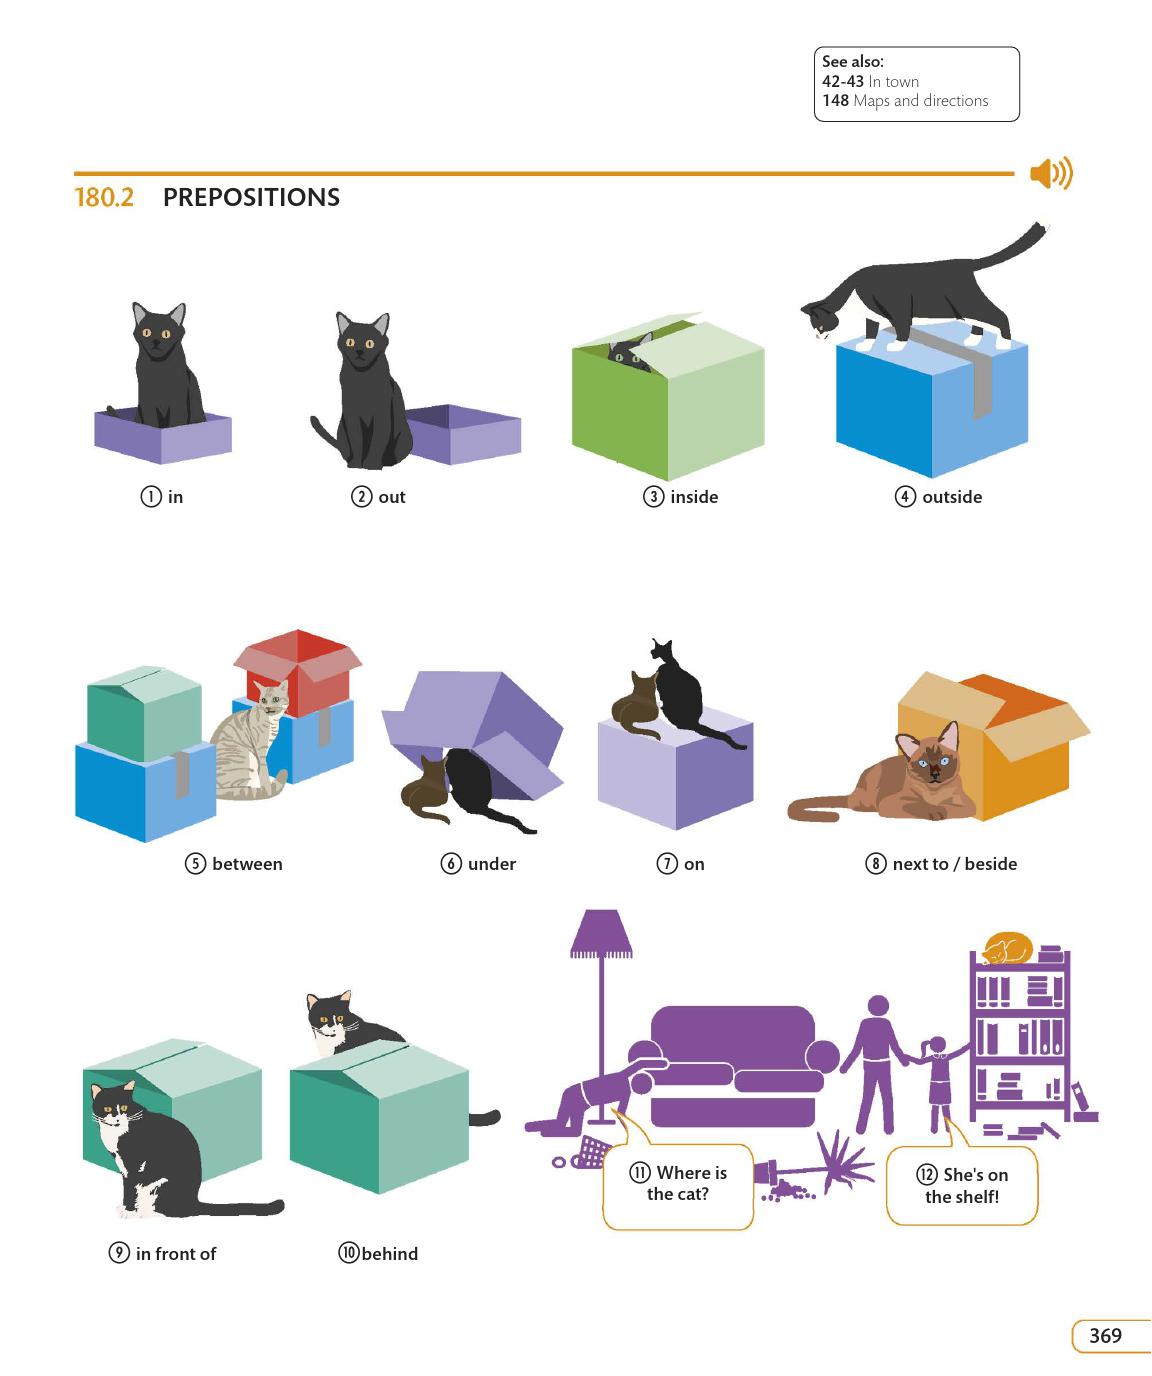 See also:
42-43 In town
148 Maps and directions
180.2 PREPOSITIONS
1 in
2 out
3 inside
4 outside
5 between
6 under
7 on
8 next to / beside
9 in front of
10 behind
11 Where is
the cat?
12 She's on
the shelf!
369